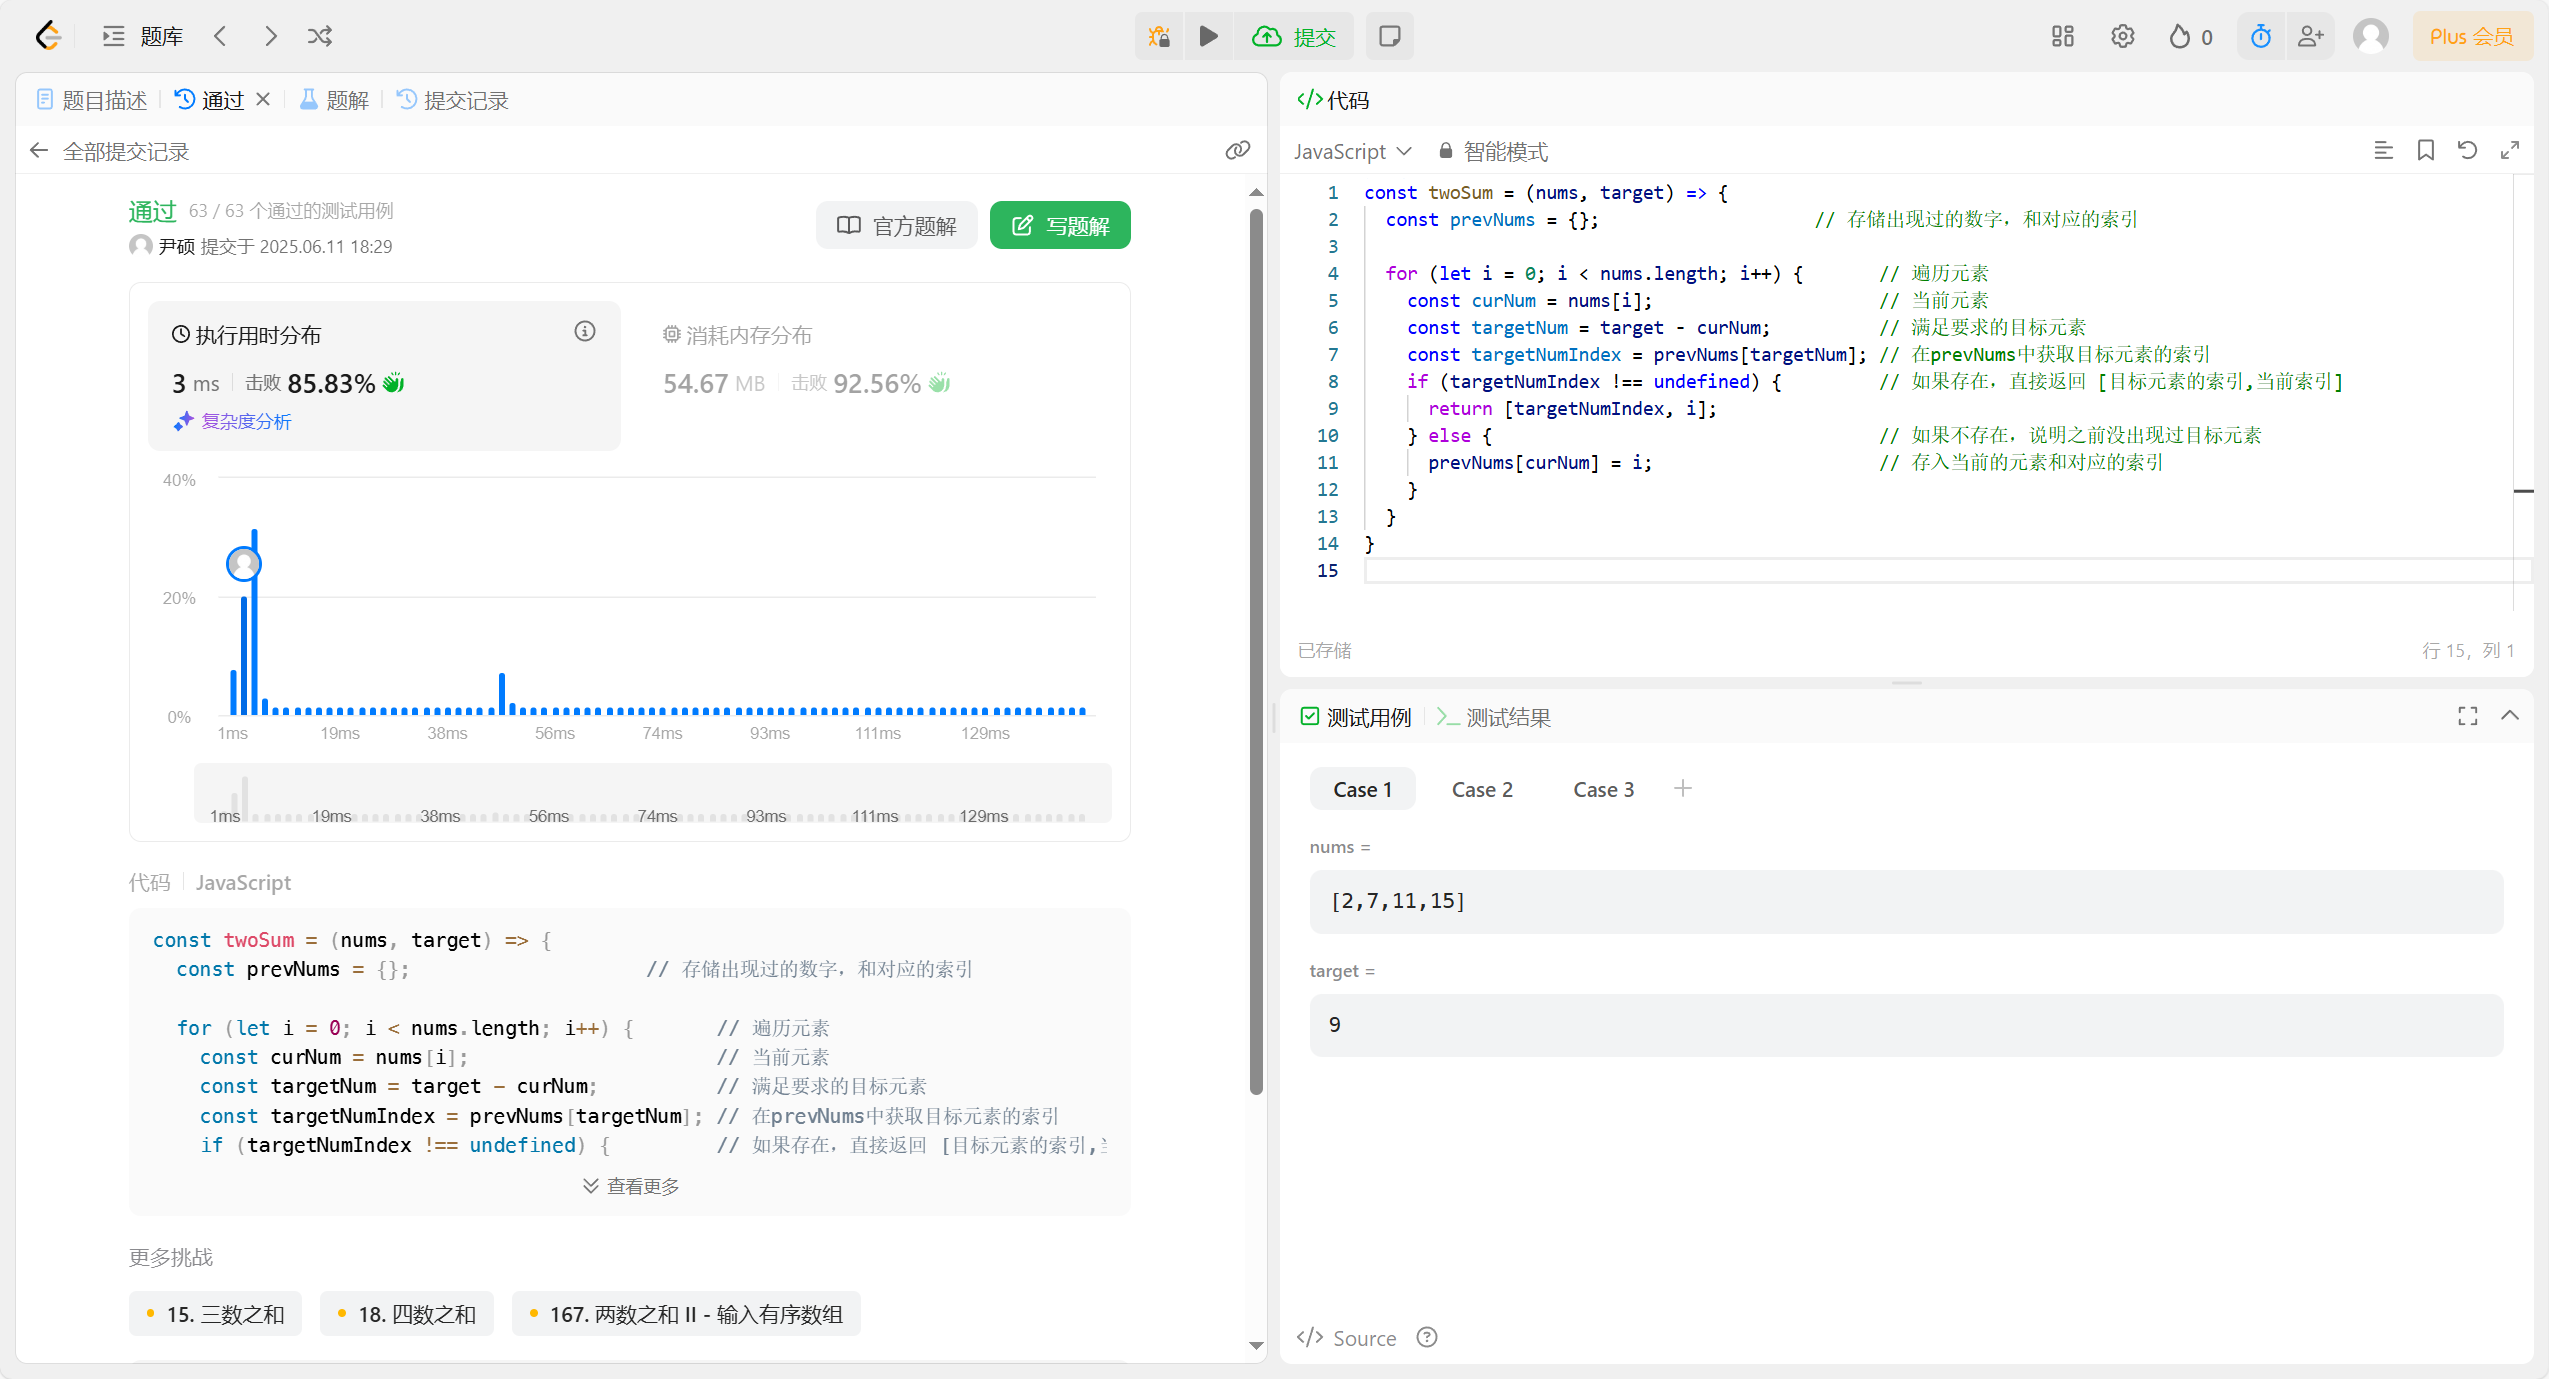 题库
提交
0
Plus 会员
题目描述
通过
题解
提交记录
全部提交记录
通过 63 / 63 个通过的测试用例
尹硕 提交于 2025.06.11 18:29
官方题解
写题解
执行用时分布
3 ms 击败 85.83%
复杂度分析
消耗内存分布
54.67 MB 击败 92.56%
40%
20%
0%
1ms 19ms 38ms 56ms 74ms 93ms 111ms 129ms
1ms 19ms 38ms 56ms 74ms 93ms 111ms 129ms
代码 JavaScript
const twoSum = (nums, target) => {
const prevNums = {}; // 存储出现过的数字，和对应的索引
for (let i = 0; i < nums.length; i++) { // 遍历元素
const curNum = nums[i]; // 当前元素
const targetNum = target - curNum; // 满足要求的目标元素
const targetNumIndex = prevNums[targetNum]; // 在prevNums中获取目标元素的索引
if (targetNumIndex !== undefined) { // 如果存在，直接返回 [目标元素的索引,
查看更多
更多挑战
15. 三数之和
18. 四数之和
167. 两数之和 II - 输入有序数组
代码
JavaScript
智能模式
1 const twoSum = (nums, target) => {
2 const prevNums = {}; // 存储出现过的数字，和对应的索引
3
4 for (let i = 0; i < nums.length; i++) { // 遍历元素
5 const curNum = nums[i]; // 当前元素
6 const targetNum = target - curNum; // 满足要求的目标元素
7 const targetNumIndex = prevNums[targetNum]; // 在prevNums中获取目标元素的索引
8 if (targetNumIndex !== undefined) { // 如果存在，直接返回 [目标元素的索引,当前索引]
9 return [targetNumIndex, i];
10 } else { // 如果不存在，说明之前没出现过目标元素
11 prevNums[curNum] = i; // 存入当前的元素和对应的索引
12 }
13 }
14 }
15
已存储
行 15，列 1
测试用例
测试结果
Case 1
Case 2
Case 3
nums =
[2,7,11,15]
target =
9
Source